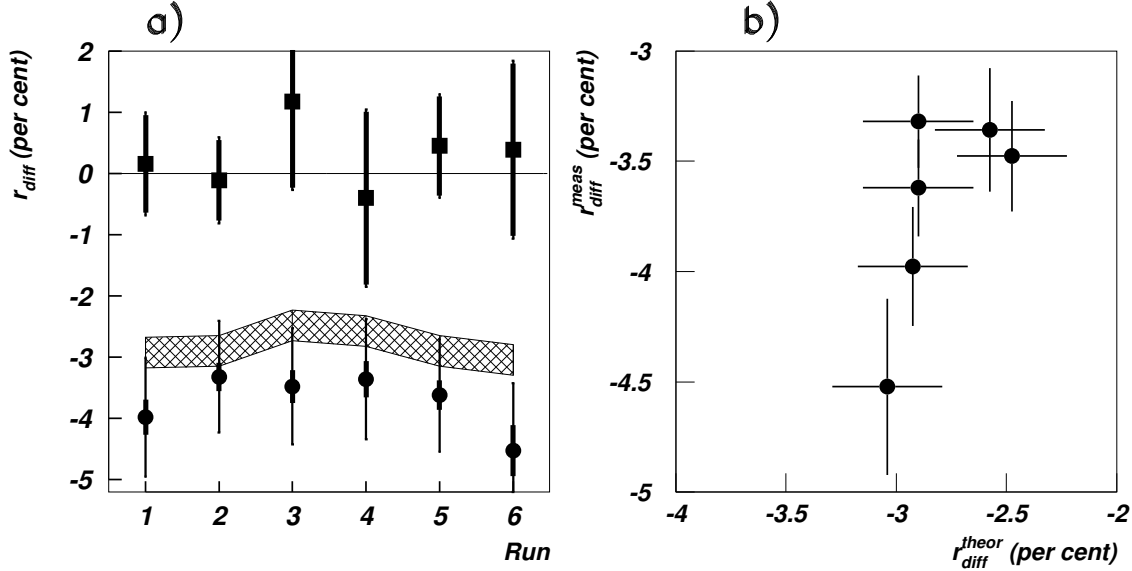 a)
r_diff (per cent)
2
1
0
-1
-2
-3
-4
-5
1 2 3 4 5 6
Run
b)
r_diff^meas (per cent)
-3
-3.5
-4
-4.5
-5
-4 -3.5 -3 -2.5 -2
r_diff^theor (per cent)